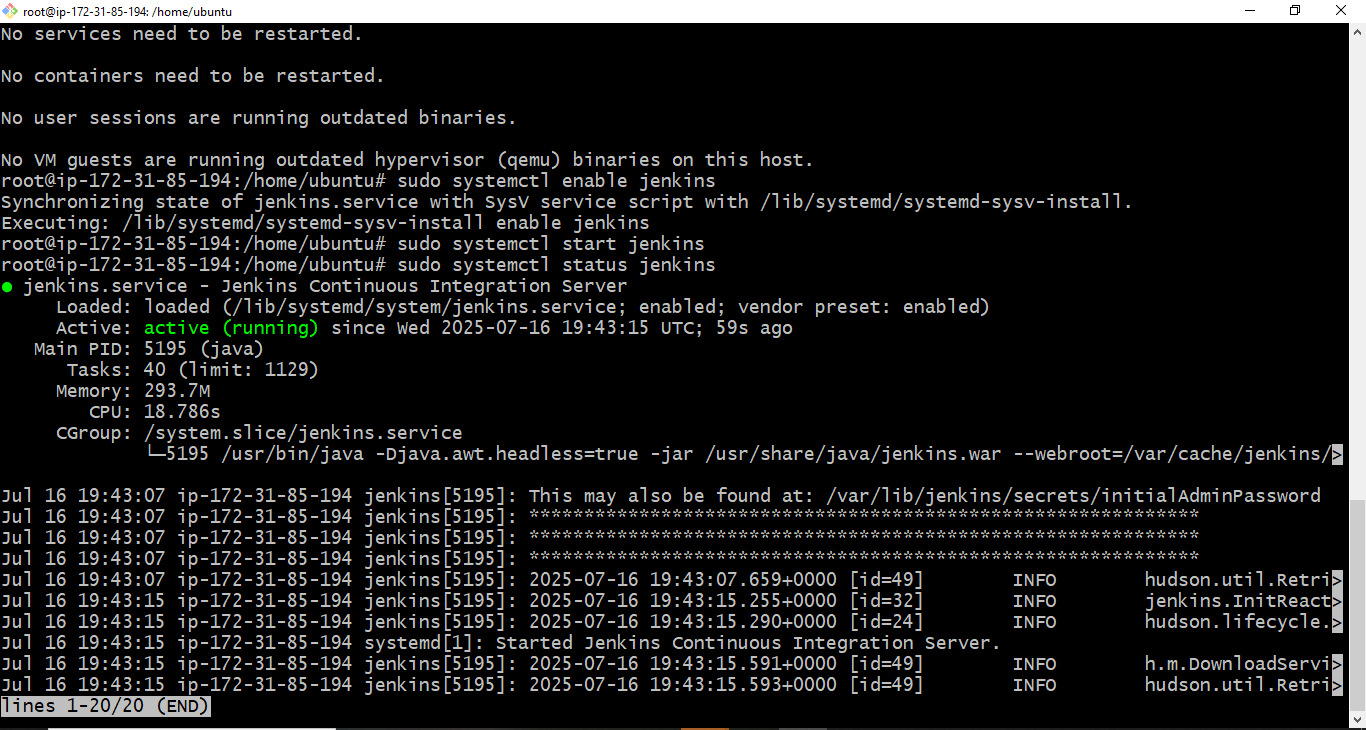 root@ip-172-31-85-194: /home/ubuntu
No services need to be restarted.
No containers need to be restarted.
No user sessions are running outdated binaries.
No VM guests are running outdated hypervisor (qemu) binaries on this host.
root@ip-172-31-85-194:/home/ubuntu# sudo systemctl enable jenkins
Synchronizing state of jenkins.service with SysV service script with /lib/systemd/systemd-sysv-install.
Executing: /lib/systemd/systemd-sysv-install enable jenkins
root@ip-172-31-85-194:/home/ubuntu# sudo systemctl start jenkins
root@ip-172-31-85-194:/home/ubuntu# sudo systemctl status jenkins
● jenkins.service - Jenkins Continuous Integration Server
     Loaded: loaded (/lib/systemd/system/jenkins.service; enabled; vendor preset: enabled)
     Active: active (running) since Wed 2025-07-16 19:43:15 UTC; 59s ago
   Main PID: 5195 (java)
      Tasks: 40 (limit: 1129)
     Memory: 293.7M
        CPU: 18.786s
     CGroup: /system.slice/jenkins.service
             └─5195 /usr/bin/java -Djava.awt.headless=true -jar /usr/share/java/jenkins.war --webroot=/var/cache/jenkins/>
Jul 16 19:43:07 ip-172-31-85-194 jenkins[5195]: This may also be found at: /var/lib/jenkins/secrets/initialAdminPassword
Jul 16 19:43:07 ip-172-31-85-194 jenkins[5195]: *************************************************************
Jul 16 19:43:07 ip-172-31-85-194 jenkins[5195]: *************************************************************
Jul 16 19:43:07 ip-172-31-85-194 jenkins[5195]: *************************************************************
Jul 16 19:43:07 ip-172-31-85-194 jenkins[5195]: 2025-07-16 19:43:07.659+0000 [id=49]        INFO        hudson.util.Retri>
Jul 16 19:43:15 ip-172-31-85-194 jenkins[5195]: 2025-07-16 19:43:15.255+0000 [id=32]        INFO        jenkins.InitReact>
Jul 16 19:43:15 ip-172-31-85-194 jenkins[5195]: 2025-07-16 19:43:15.290+0000 [id=24]        INFO        hudson.lifecycle.>
Jul 16 19:43:15 ip-172-31-85-194 systemd[1]: Started Jenkins Continuous Integration Server.
Jul 16 19:43:15 ip-172-31-85-194 jenkins[5195]: 2025-07-16 19:43:15.591+0000 [id=49]        INFO        h.m.DownloadServi>
Jul 16 19:43:15 ip-172-31-85-194 jenkins[5195]: 2025-07-16 19:43:15.593+0000 [id=49]        INFO        hudson.util.Retri>
lines 1-20/20 (END)